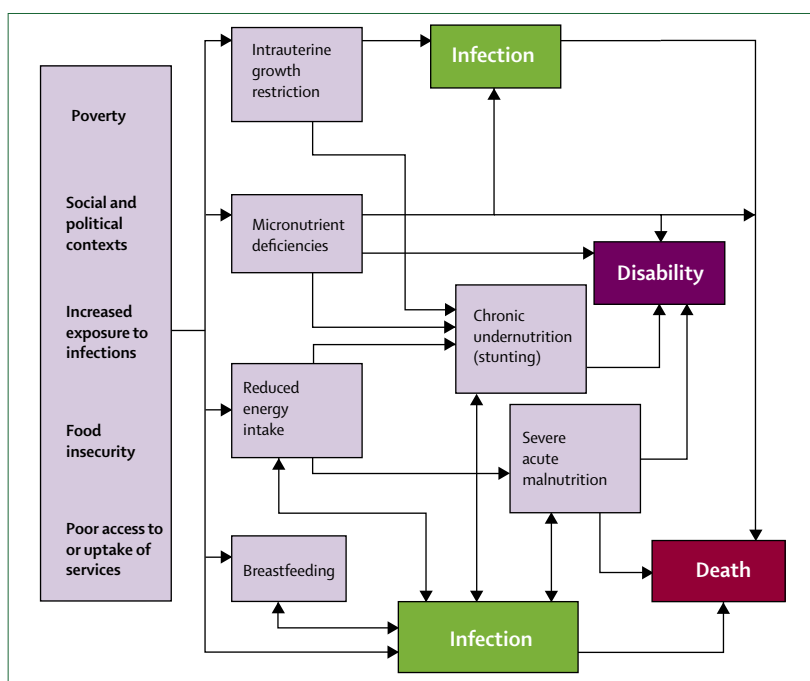 Poverty
Social and
political
contexts
Increased
exposure to
infections
Food
insecurity
Poor access to
or uptake of
services
Intrauterine
growth
restriction
Infection
Micronutrient
deficiencies
Disability
Chronic
undernutrition
(stunting)
Reduced
energy
intake
Severe
acute
malnutrition
Breastfeeding
Death
Infection